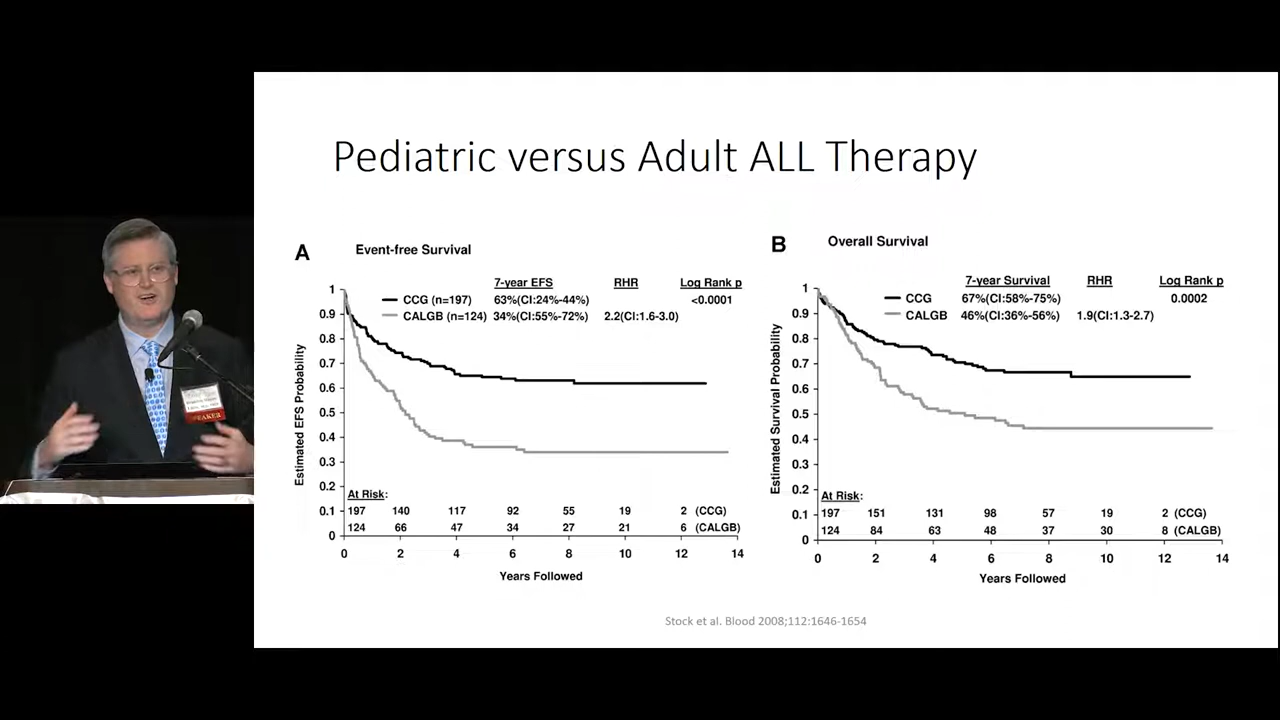 Pediatric versus Adult ALL Therapy
A
Event-free Survival
7-year EFS RHR Log Rank p
CCG (n=197) 63%(CI:24%-44%) <0.0001
CALGB (n=124) 34%(CI:55%-72%) 2.2(CI:1.6-3.0)
Estimated EFS Probability
1
0.9
0.8
0.7
0.6
0.5
0.4
0.3
0.2
0.1
0
At Risk:
197 140 117 92 55 19 2 (CCG)
124 66 47 34 27 21 6 (CALGB)
0 2 4 6 8 10 12 14
Years Followed
B
Overall Survival
7-year Survival RHR Log Rank p
CCG 67%(CI:58%-75%) 0.0002
CALGB 46%(CI:36%-56%) 1.9(CI:1.3-2.7)
Estimated Survival Probability
1
0.9
0.8
0.7
0.6
0.5
0.4
0.3
0.2
0.1
0
At Risk:
197 151 131 98 57 19 2 (CCG)
124 84 63 48 37 30 8 (CALGB)
0 2 4 6 8 10 12 14
Years Followed
Stock et al. Blood 2008;112:1646-1654